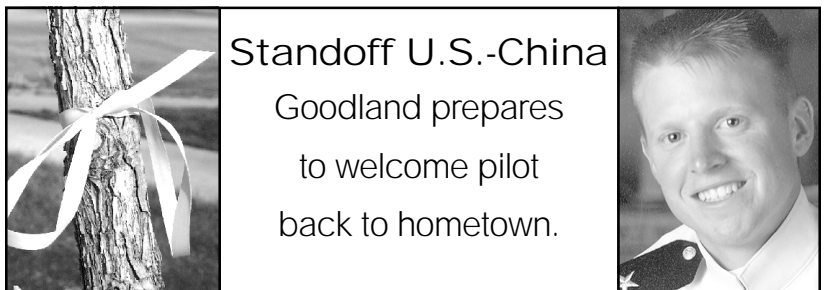 Standoff U.S.-China
Goodland prepares
to welcome pilot
back to hometown.